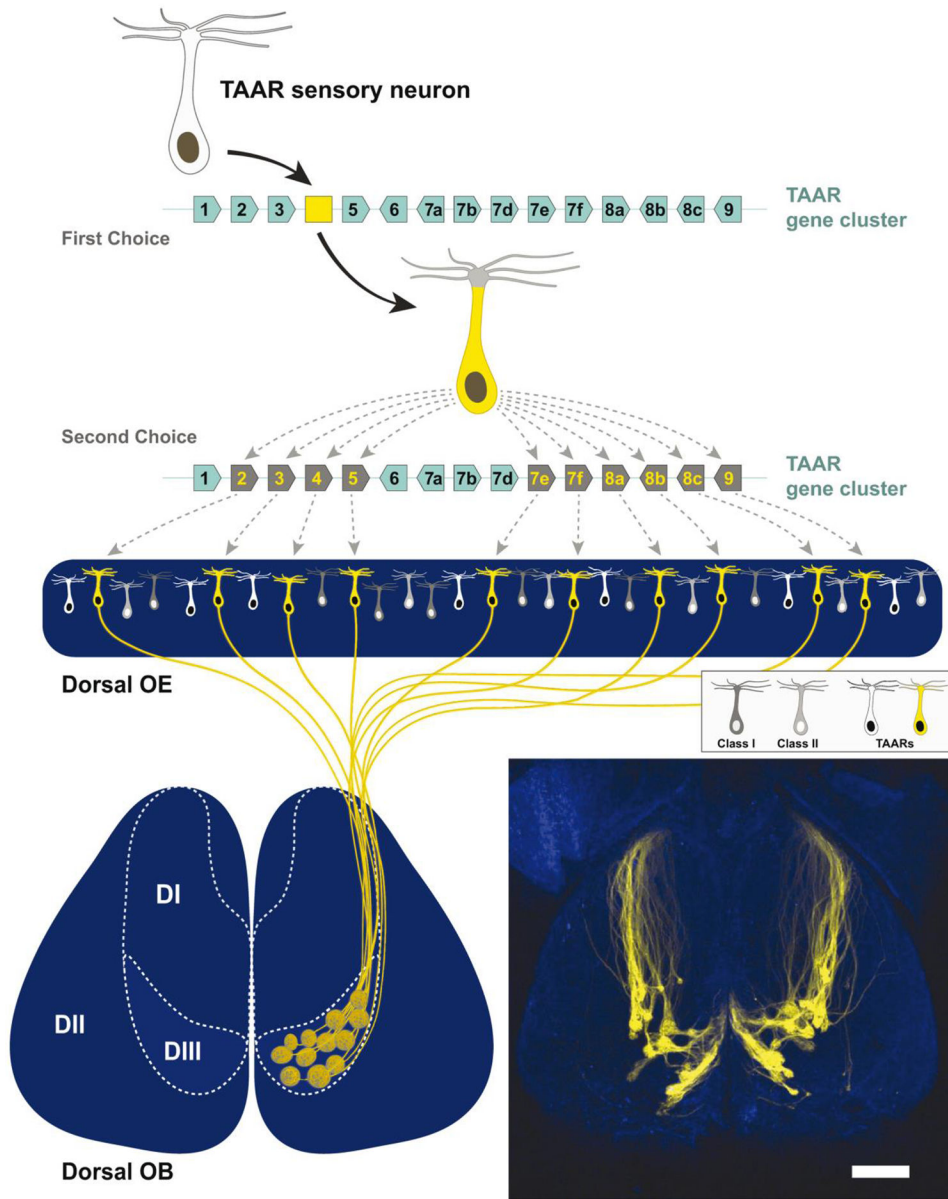 TAAR sensory neuron
1 2 3 5 6 7a 7b 7d 7e 7f 8a 8b 8c 9
TAAR
gene cluster
First Choice
Second Choice
1 2 3 4 5 6 7a 7b 7d 7e 7f 8a 8b 8c 9
TAAR
gene cluster
Dorsal OE
Class I Class II TAARs
DI
DII
DIII
Dorsal OB